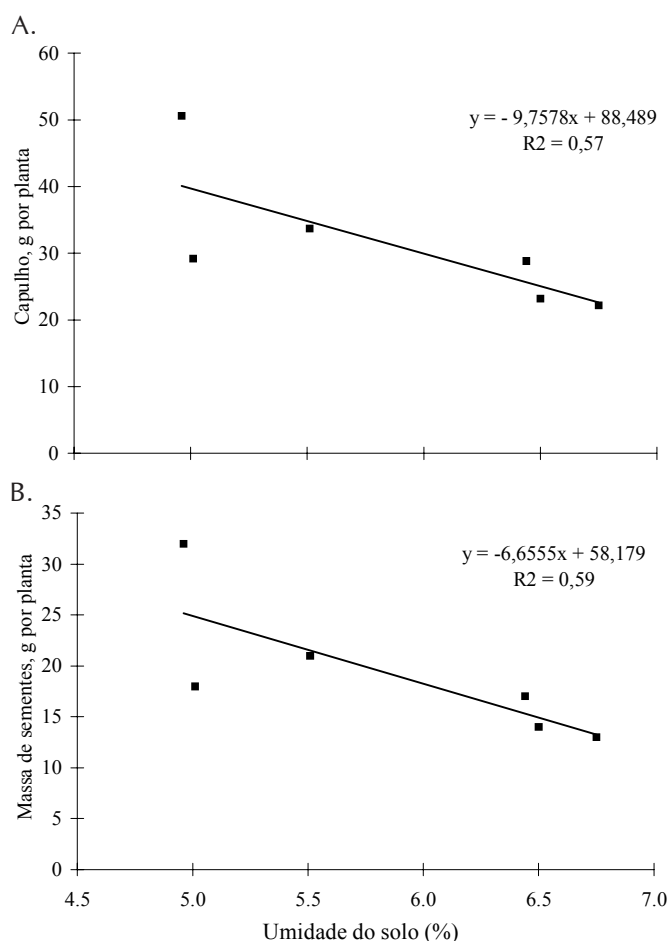 A.
60
50
40
30
20
10
0
Capulho, g por planta
y = - 9,7578x + 88,489
R2 = 0,57
B.
35
30
25
20
15
10
5
0
Massa de sementes, g por planta
y = -6,6555x + 58,179
R2 = 0,59
4.5 5.0 5.5 6.0 6.5 7.0
Umidade do solo (%)